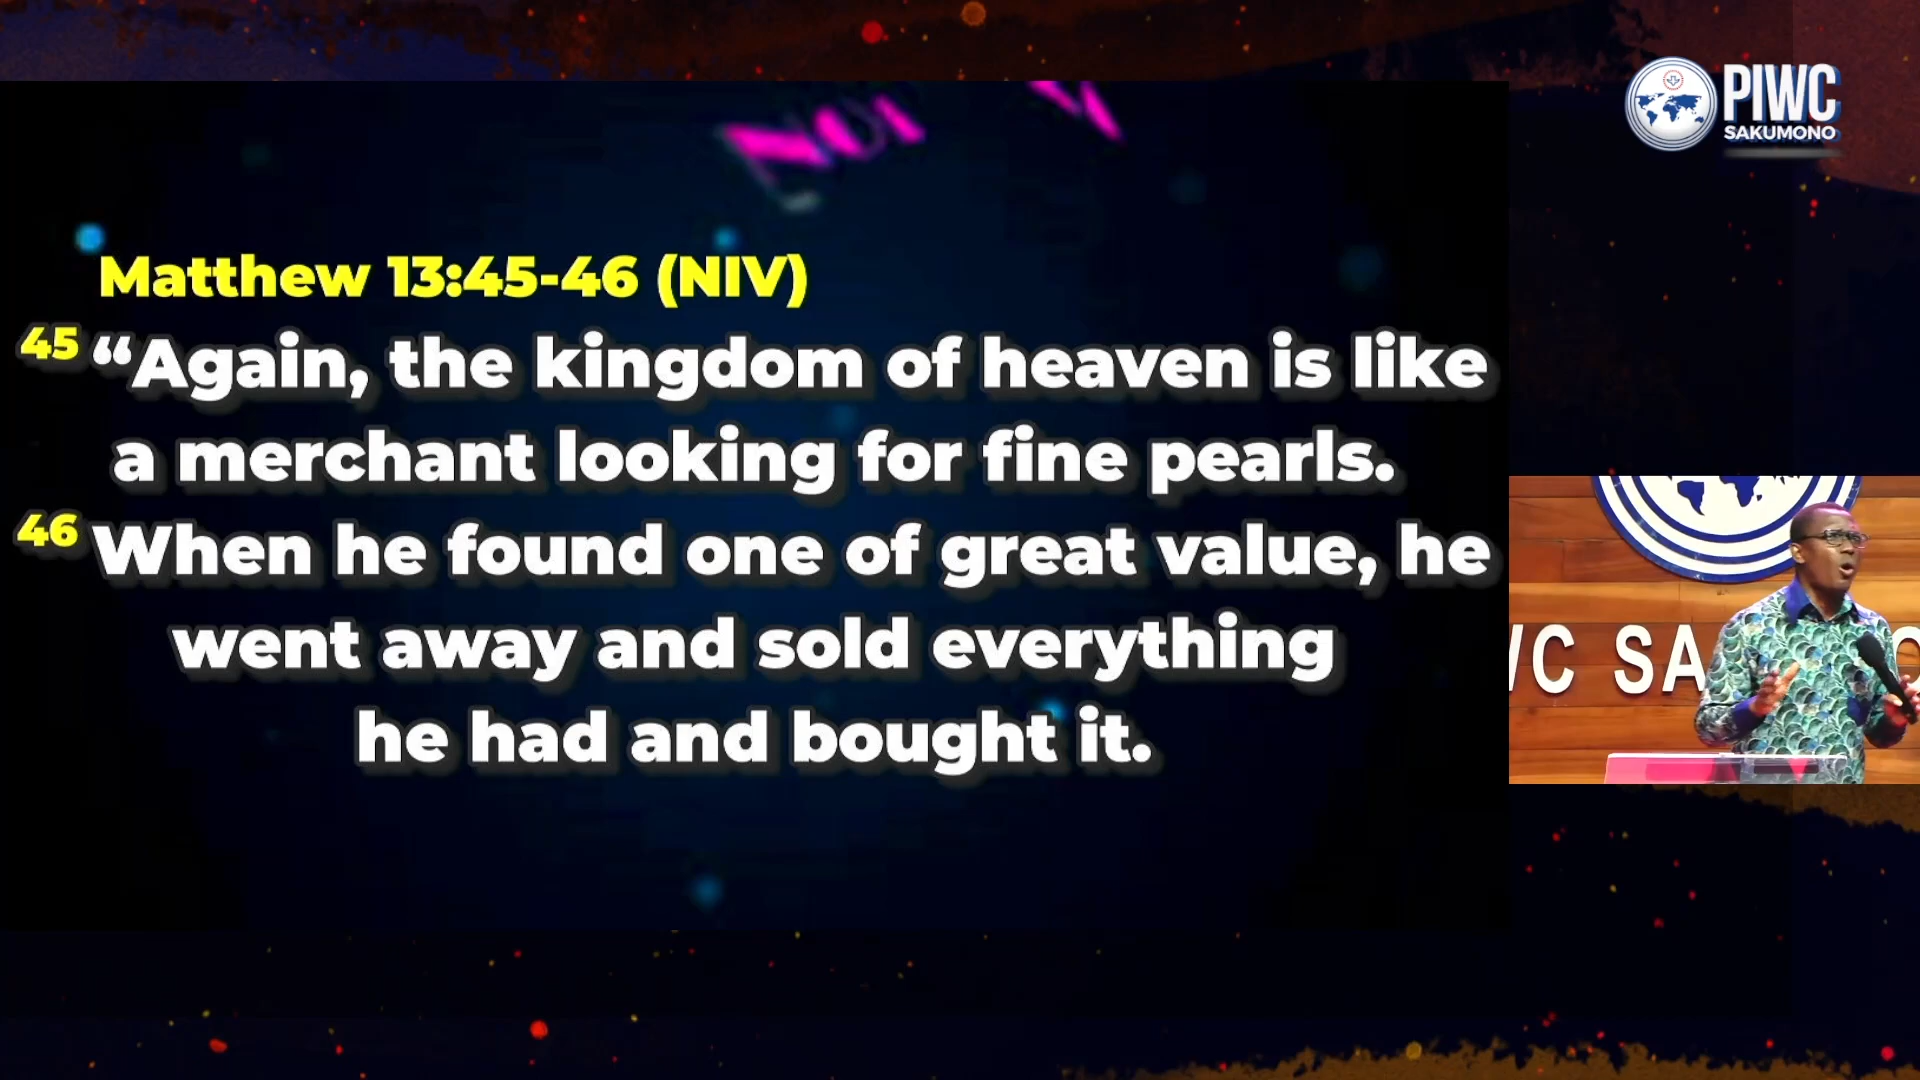 PIWC
SAKUMONO
Matthew 13:45-46 (NIV)
45 “Again, the kingdom of heaven is like
a merchant looking for fine pearls.
46 When he found one of great value, he
went away and sold everything
he had and bought it.